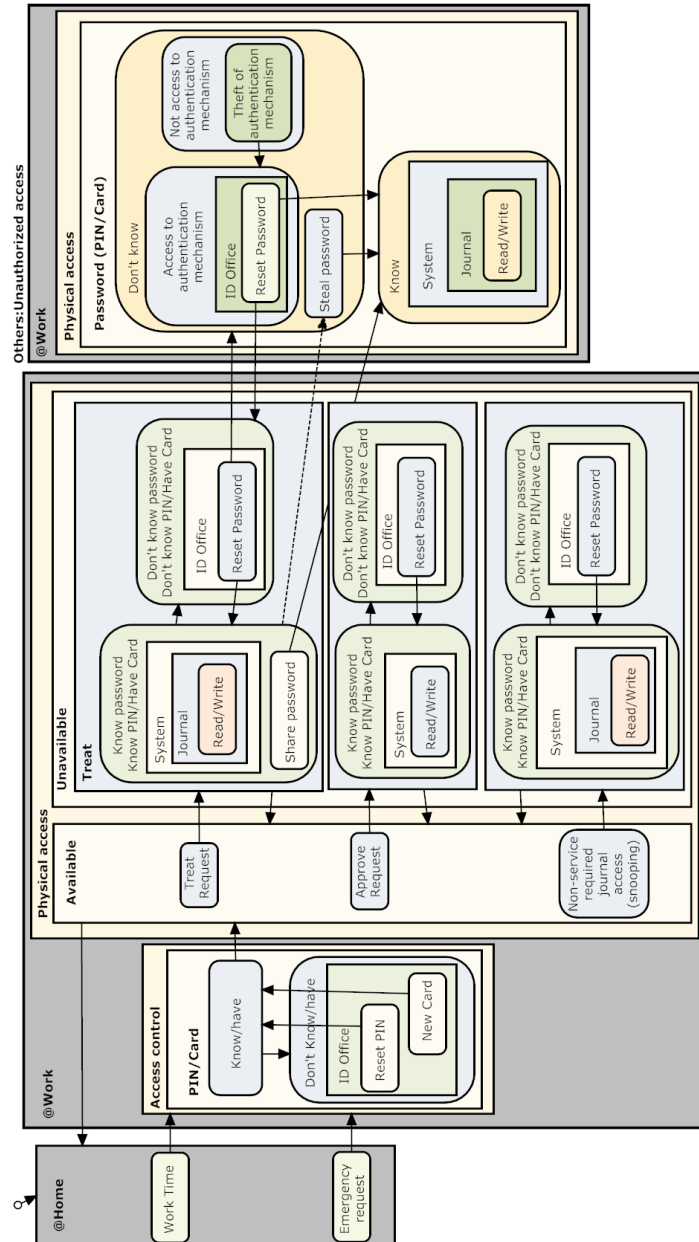 @Home
Work Time
Emergency
request
@Work
Access control
PIN/Card
Know/have
Don't Know/have
ID Office
Reset PIN
New Card
Physical access
Available
Treat
Request
Approve
Request
Non-service
required
journal
access
(snooping)
Unavailable
Treat
Know password
Know PIN/Have Card
System
Journal
Read/Write
Share password
Don't know password
Don't know PIN/Have Card
ID Office
Reset Password
Know password
Know PIN/Have Card
System
Read/Write
Don't know password
Don't know PIN/Have Card
ID Office
Reset Password
Know password
Know PIN/Have Card
System
Journal
Read/Write
Don't know password
Don't know PIN/Have Card
ID Office
Reset Password
Others:Unauthorized access
@Work
Physical access
Password (PIN/Card)
Don't know
Access to
authentication
mechanism
ID Office
Reset Password
Not access to
authentication
mechanism
Theft of
authentication
mechanism
Steal password
Know
System
Journal
Read/Write